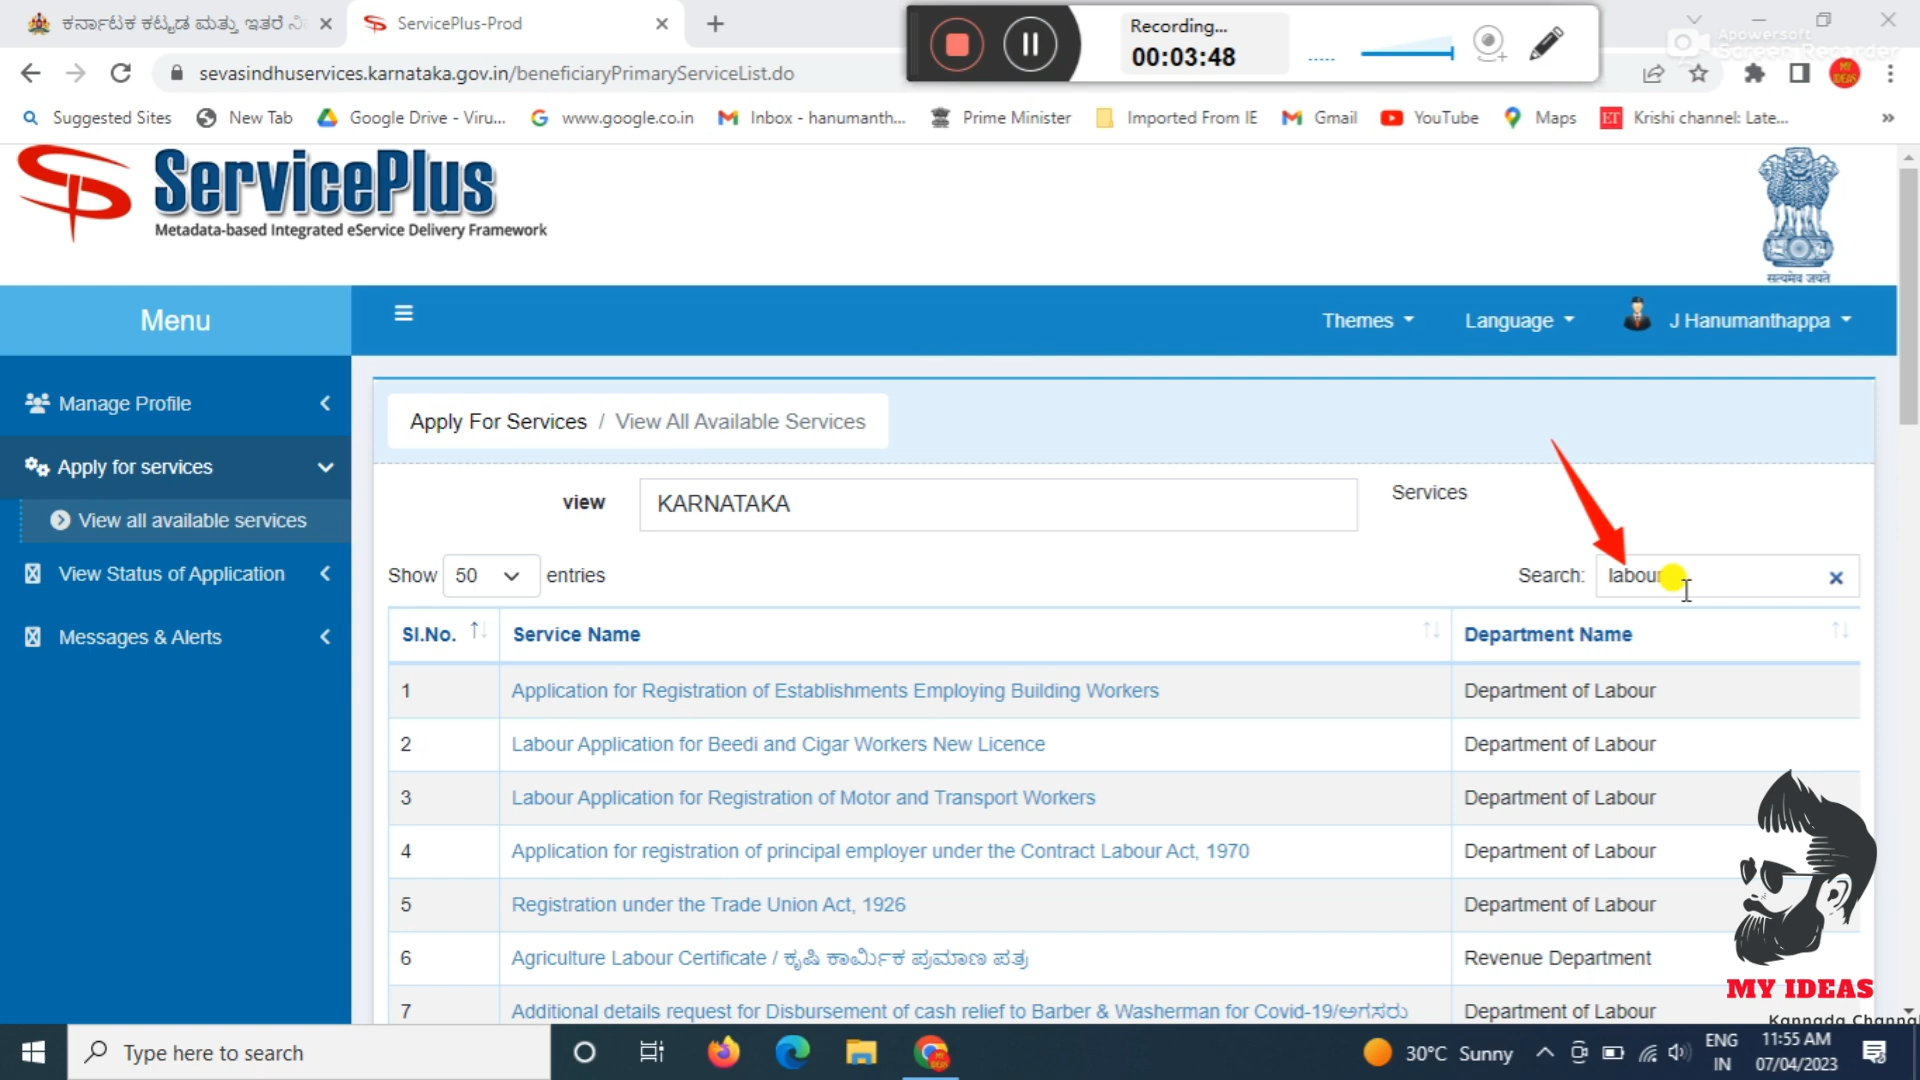 ಕರ್ನಾಟಕ ಕಟ್ಟಡ ಮತ್ತು ಇತರೆ ನಿ
ServicePlus-Prod
Recording...
00:03:48
Apowersoft
Screen Recorder
sevasindhuservices.karnataka.gov.in/beneficiaryPrimaryServiceList.do
Suggested Sites
New Tab
Google Drive - Viru...
www.google.co.in
Inbox - hanumanth...
Prime Minister
Imported From IE
Gmail
YouTube
Maps
ET
Krishi channel: Late...
ServicePlus
Metadata-based Integrated eService Delivery Framework
सत्यमेव जयते
Menu
Themes
Language
J Hanumanthappa
Manage Profile
Apply for services
View all available services
View Status of Application
Messages & Alerts
Apply For Services / View All Available Services
view KARNATAKA Services
Show 50 entries
Search: labour
Sl.No. Service Name Department Name
1 Application for Registration of Establishments Employing Building Workers Department of Labour
2 Labour Application for Beedi and Cigar Workers New Licence Department of Labour
3 Labour Application for Registration of Motor and Transport Workers Department of Labour
4 Application for registration of principal employer under the Contract Labour Act, 1970 Department of Labour
5 Registration under the Trade Union Act, 1926 Department of Labour
6 Agriculture Labour Certificate / ಕೃಷಿ ಕಾರ್ಮಿಕ ಪ್ರಮಾಣ ಪತ್ರ Revenue Department
7 Additional details request for Disbursement of cash relief to Barber & Washerman for Covid-19/ಅಗಸರು Department of Labour
MY IDEAS
Kannada Channal
Type here to search
30°C Sunny
ENG
IN
11:55 AM
07/04/2023